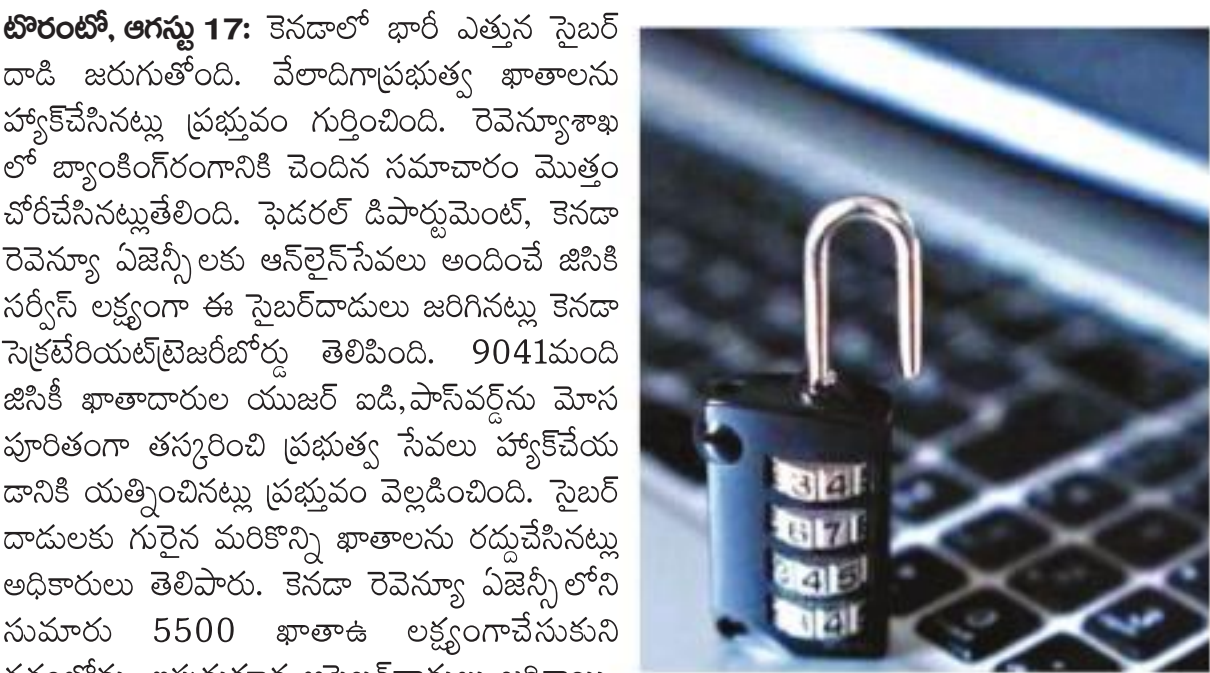 టొరంటో, ఆగస్టు 17: కెనడాలో భారీ ఎత్తున సైబర్
దాడి జరుగుతోంది. వేలాదిగాప్రభుత్వ ఖాతాలను
హ్యాక్‌చేసినట్లు ప్రభుత్వం గుర్తించింది. రెవెన్యూశాఖ
లో బ్యాంకింగ్‌రంగానికి చెందిన సమాచారం మొత్తం
చోరీచేసినట్లుతేలింది. ఫెడరల్ డిపార్టుమెంట్, కెనడా
రెవెన్యూ ఏజెన్సీలకు ఆన్‌లైన్‌సేవలు అందించే జిసికి
సర్వీస్ లక్ష్యంగా ఈ సైబర్‌దాడులు జరిగినట్లు కెనడా
సెక్రటేరియట్‌ట్రెజరీబోర్డు తెలిపింది. 9041మంది
జిసికీ ఖాతాదారుల యుజర్ ఐడి,పాస్‌వర్డ్‌ను మోస
పూరితంగా తస్కరించి ప్రభుత్వ సేవలు హ్యాక్‌చేయ
డానికి యత్నించినట్లు ప్రభుత్వం వెల్లడించింది. సైబర్
దాడులకు గురైన మరికొన్ని ఖాతాలను రద్దుచేసినట్లు
అధికారులు తెలిపారు. కెనడా రెవెన్యూ ఏజెన్సీలోని
సుమారు 5500 ఖాతాఉ లక్ష్యంగాచేసుకుని
3 4
6 7
3 4 5
4